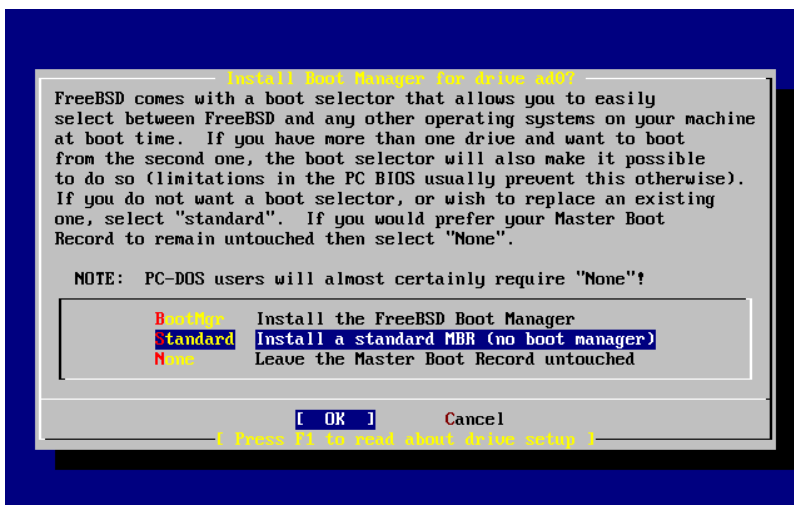 Install Boot Manager for drive ad0?
FreeBSD comes with a boot selector that allows you to easily
select between FreeBSD and any other operating systems on your machine
at boot time.  If you have more than one drive and want to boot
from the second one, the boot selector will also make it possible
to do so (limitations in the PC BIOS usually prevent this otherwise).
If you do not want a boot selector, or wish to replace an existing
one, select "standard".  If you would prefer your Master Boot
Record to remain untouched then select "None".
NOTE:  PC-DOS users will almost certainly require "None"!
BootMgr   Install the FreeBSD Boot Manager
Standard  Install a standard MBR (no boot manager)
None      Leave the Master Boot Record untouched
[  OK  ]       Cancel
[ Press F1 to read about drive setup ]